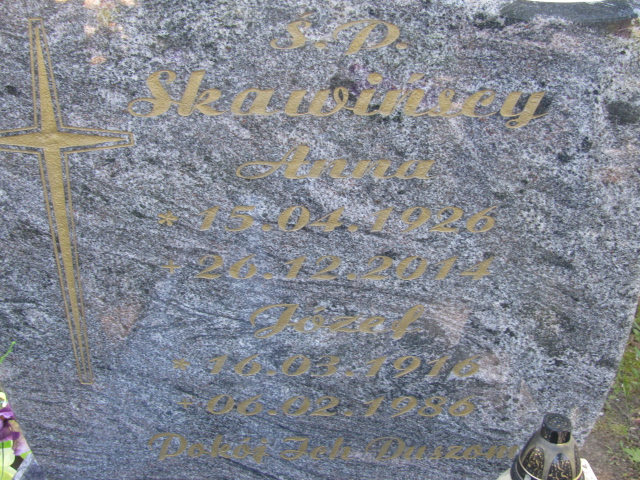 Ś.P.
Skawińscy
Anna
* 15.04.1926
+ 26.12.2014
Józef
* 16.03.1916
+ 06.02.1986
Pokój Ich Duszom